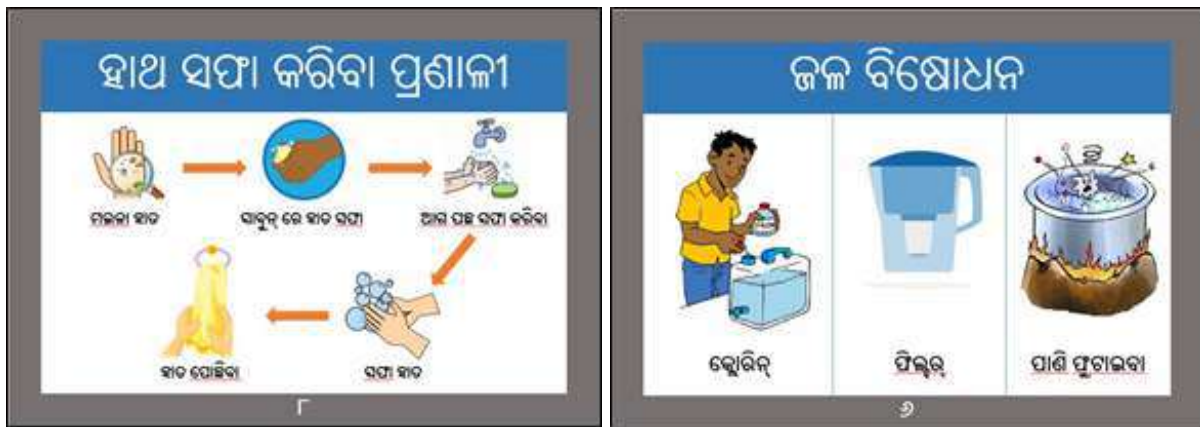 ହାଥ ସଫା କରିବା ପ୍ରଣାଳୀ
ମଇଳା ହାତ
ସାବୁନ୍ ରେ ହାତ ସଫା
ଆଗ ପଛ ସଫା କରିବା
ହାତ ପୋଛିବା
ସଫା ହାତ
୮
ଜଳ ବିଷୋଧନ
କ୍ଲୋରିନ୍
ଫିଲ୍ଟର୍
ପାଣି ଫୁଟାଇବା
୬